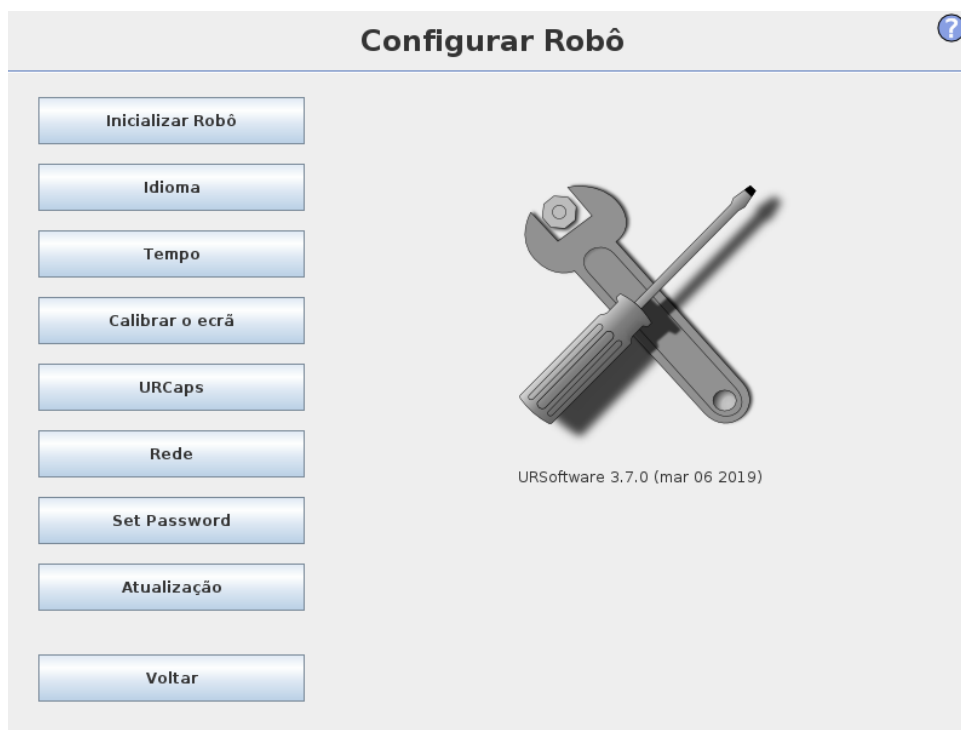 Configurar Robô
?
Inicializar Robô
Idioma
Tempo
Calibrar o ecrã
URCaps
Rede
Set Password
Atualização
Voltar
URSoftware 3.7.0 (mar 06 2019)